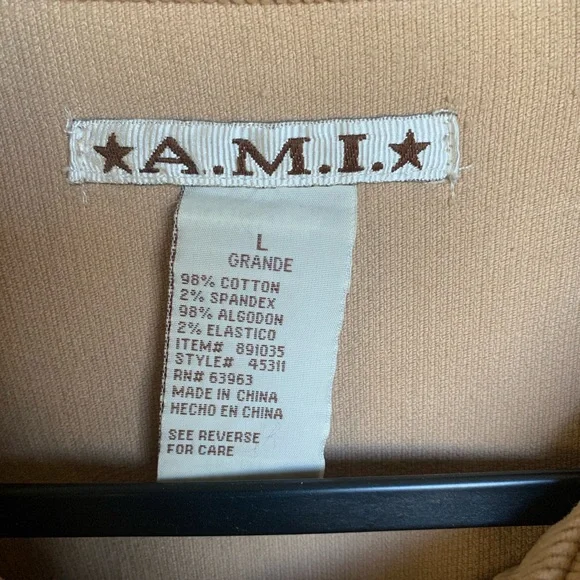 ★A.M.I.★
L
GRANDE
98% COTTON
2% SPANDEX
98% ALGODON
2% ELASTICO
ITEM# 891035
STYLE# 45311
RN# 63963
MADE IN CHINA
HECHO EN CHINA
SEE REVERSE
FOR CARE